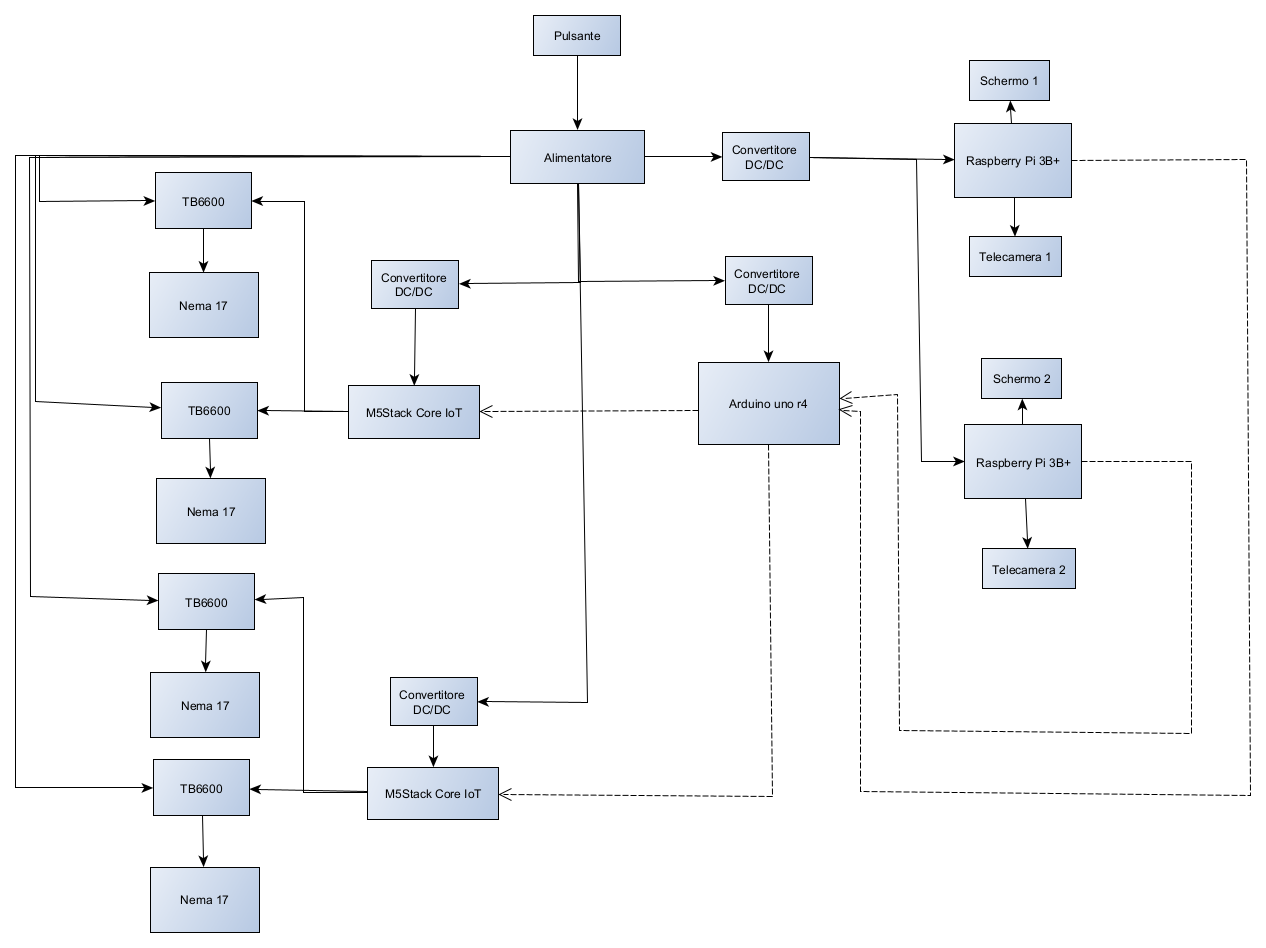 Pulsante
Schermo 1
Alimentatore
Convertitore
DC/DC
Raspberry Pi 3B+
TB6600
Telecamera 1
Convertitore
DC/DC
Convertitore
DC/DC
Nema 17
Schermo 2
TB6600
M5Stack Core IoT
Arduino uno r4
Raspberry Pi 3B+
Nema 17
Telecamera 2
TB6600
Nema 17
Convertitore
DC/DC
TB6600
M5Stack Core IoT
Nema 17